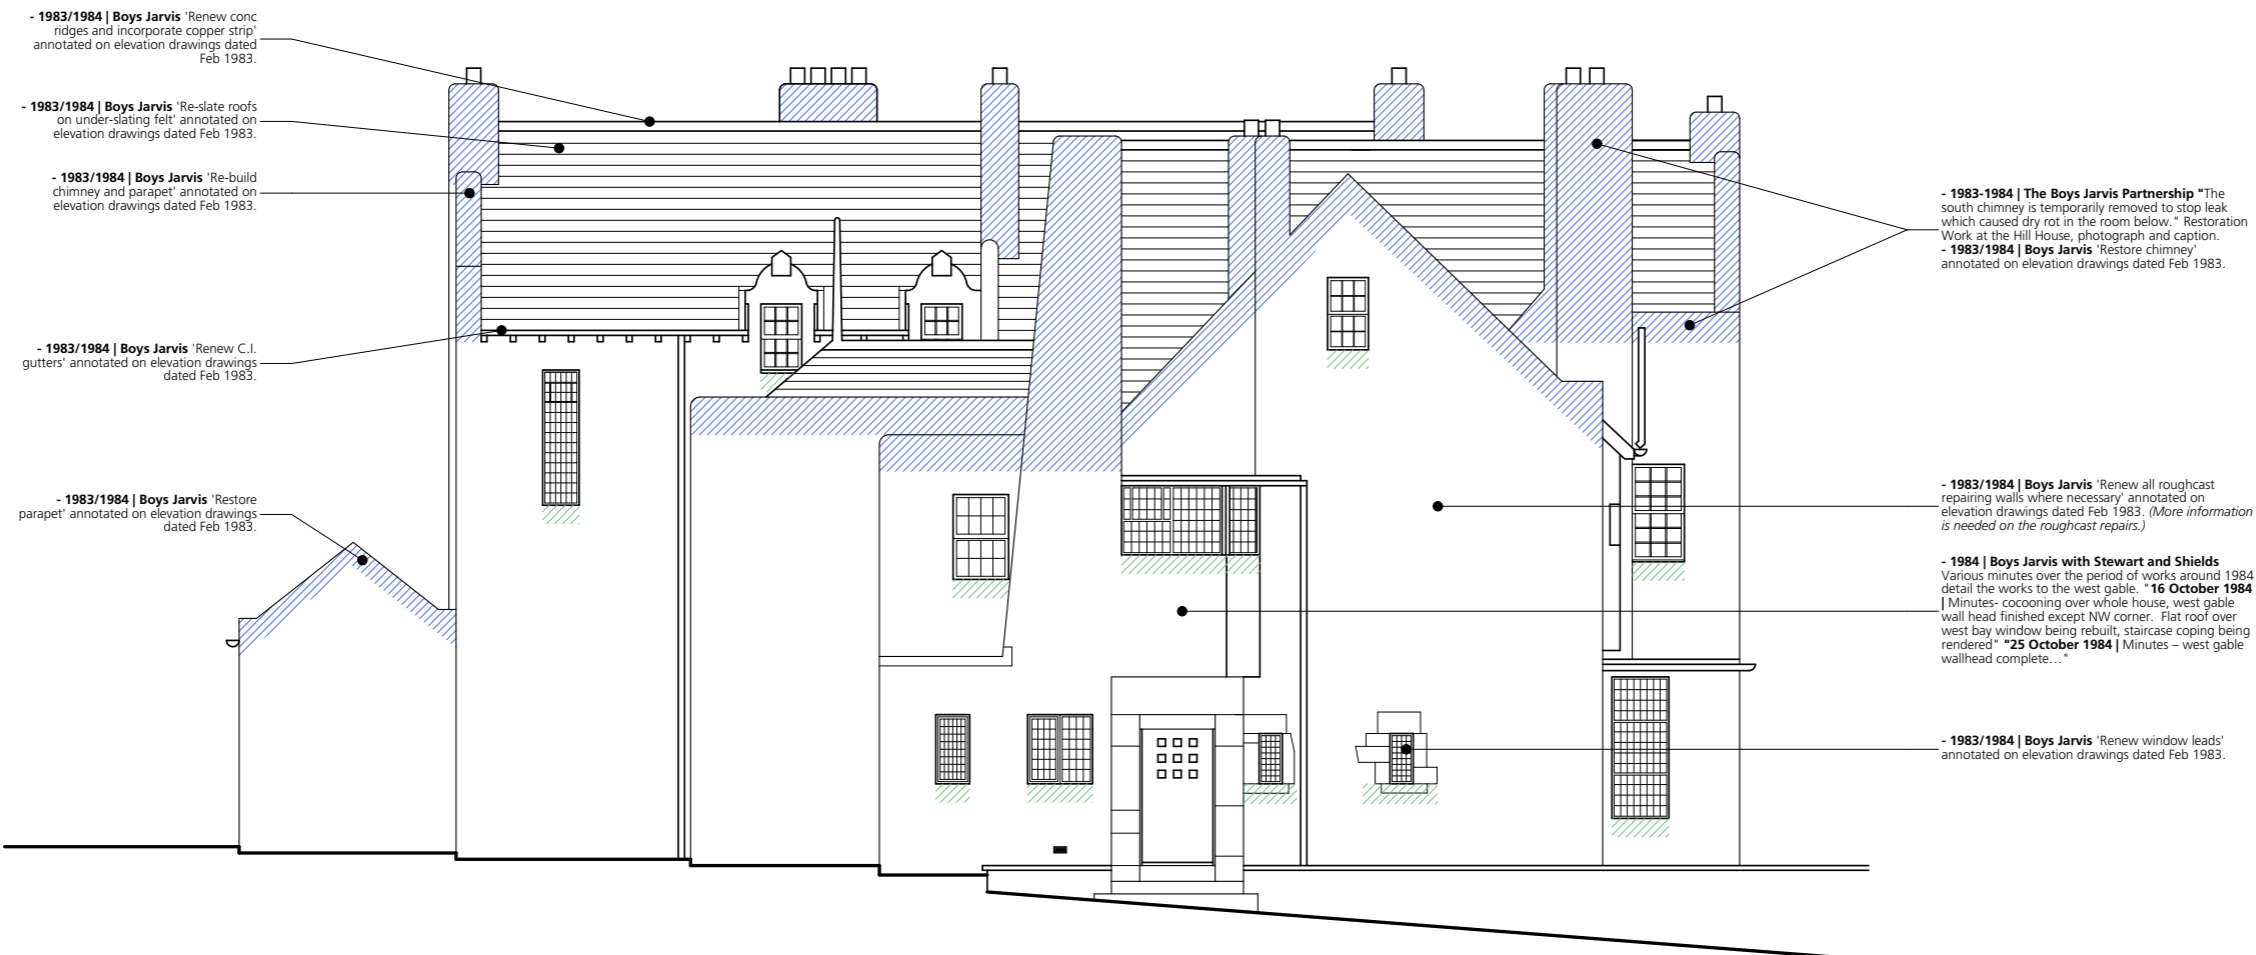 - 1983/1984 | Boys Jarvis 'Renew conc
ridges and incorporate copper strip'
annotated on elevation drawings dated
Feb 1983.
- 1983/1984 | Boys Jarvis 'Re-slate roofs
on under-slating felt' annotated on
elevation drawings dated Feb 1983.
- 1983/1984 | Boys Jarvis 'Re-build
chimney and parapet' annotated on
elevation drawings dated Feb 1983.
- 1983/1984 | Boys Jarvis 'Renew C.I.
gutters' annotated on elevation drawings
dated Feb 1983.
- 1983/1984 | Boys Jarvis 'Restore
parapet' annotated on elevation drawings
dated Feb 1983.
- 1983-1984 | The Boys Jarvis Partnership "The
south chimney is temporarily removed to stop leak
which caused dry rot in the room below." Restoration
Work at the Hill House, photograph and caption.
- 1983/1984 | Boys Jarvis 'Restore chimney'
annotated on elevation drawings dated Feb 1983.
- 1983/1984 | Boys Jarvis 'Renew all roughcast
repairing walls where necessary' annotated on
elevation drawings dated Feb 1983. (More information
is needed on the roughcast repairs.)
- 1984 | Boys Jarvis with Stewart and Shields
Various minutes over the period of works around 1984
detail the works to the west gable. "16 October 1984
| Minutes- cocooning over whole house, west gable
wall head finished except NW corner. Flat roof over
west bay window being rebuilt, staircase coping being
rendered" "25 October 1984 | Minutes – west gable
wallhead complete…"
- 1983/1984 | Boys Jarvis 'Renew window leads'
annotated on elevation drawings dated Feb 1983.